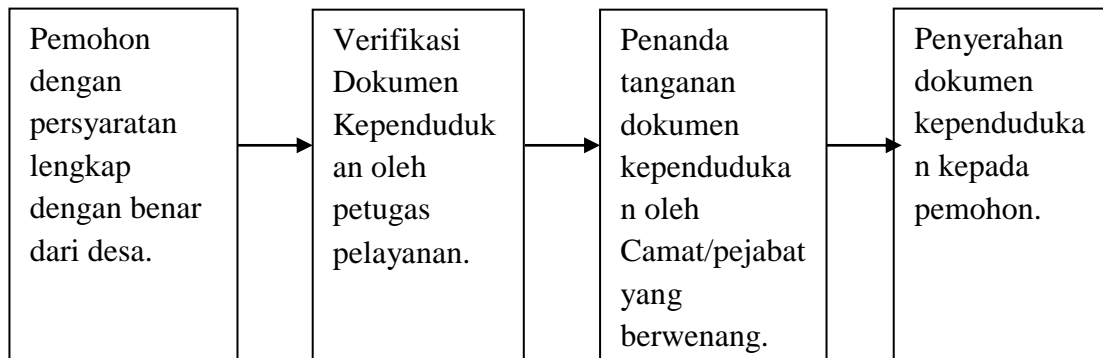 Pemohon
dengan
persyaratan
lengkap
dengan benar
dari desa.
Verifikasi
Dokumen
Kependuduk
an oleh
petugas
pelayanan.
Penanda
tanganan
dokumen
kependuduka
n oleh
Camat/pejabat
yang
berwenang.
Penyerahan
dokumen
kependuduka
n kepada
pemohon.